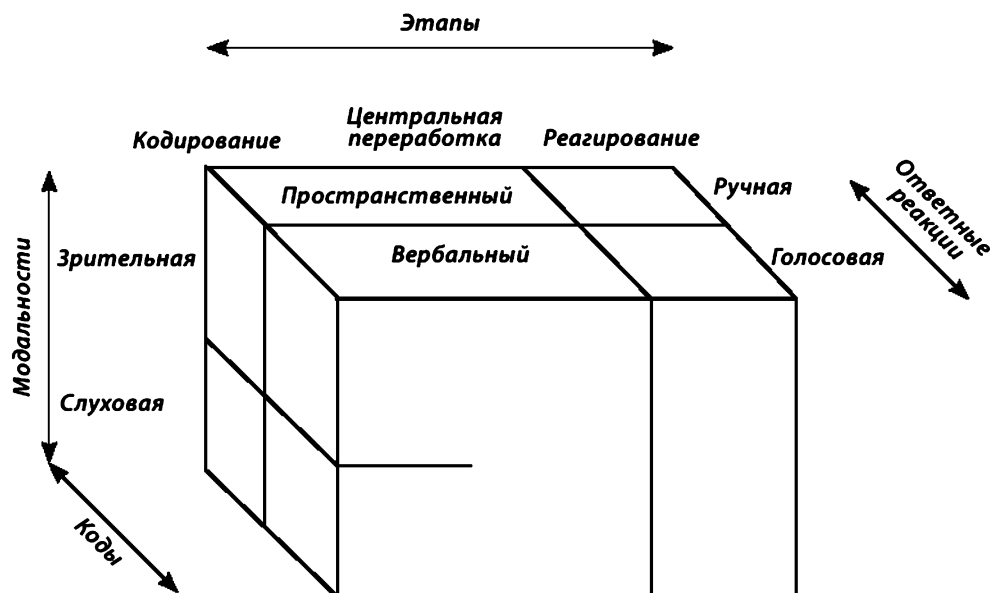 Этапы
Центральная
переработка
Кодирование
Реагирование
Ответные
реакции
Пространственный
Ручная
Вербальный
Голосовая
Модальности
Зрительная
Слуховая
Коды